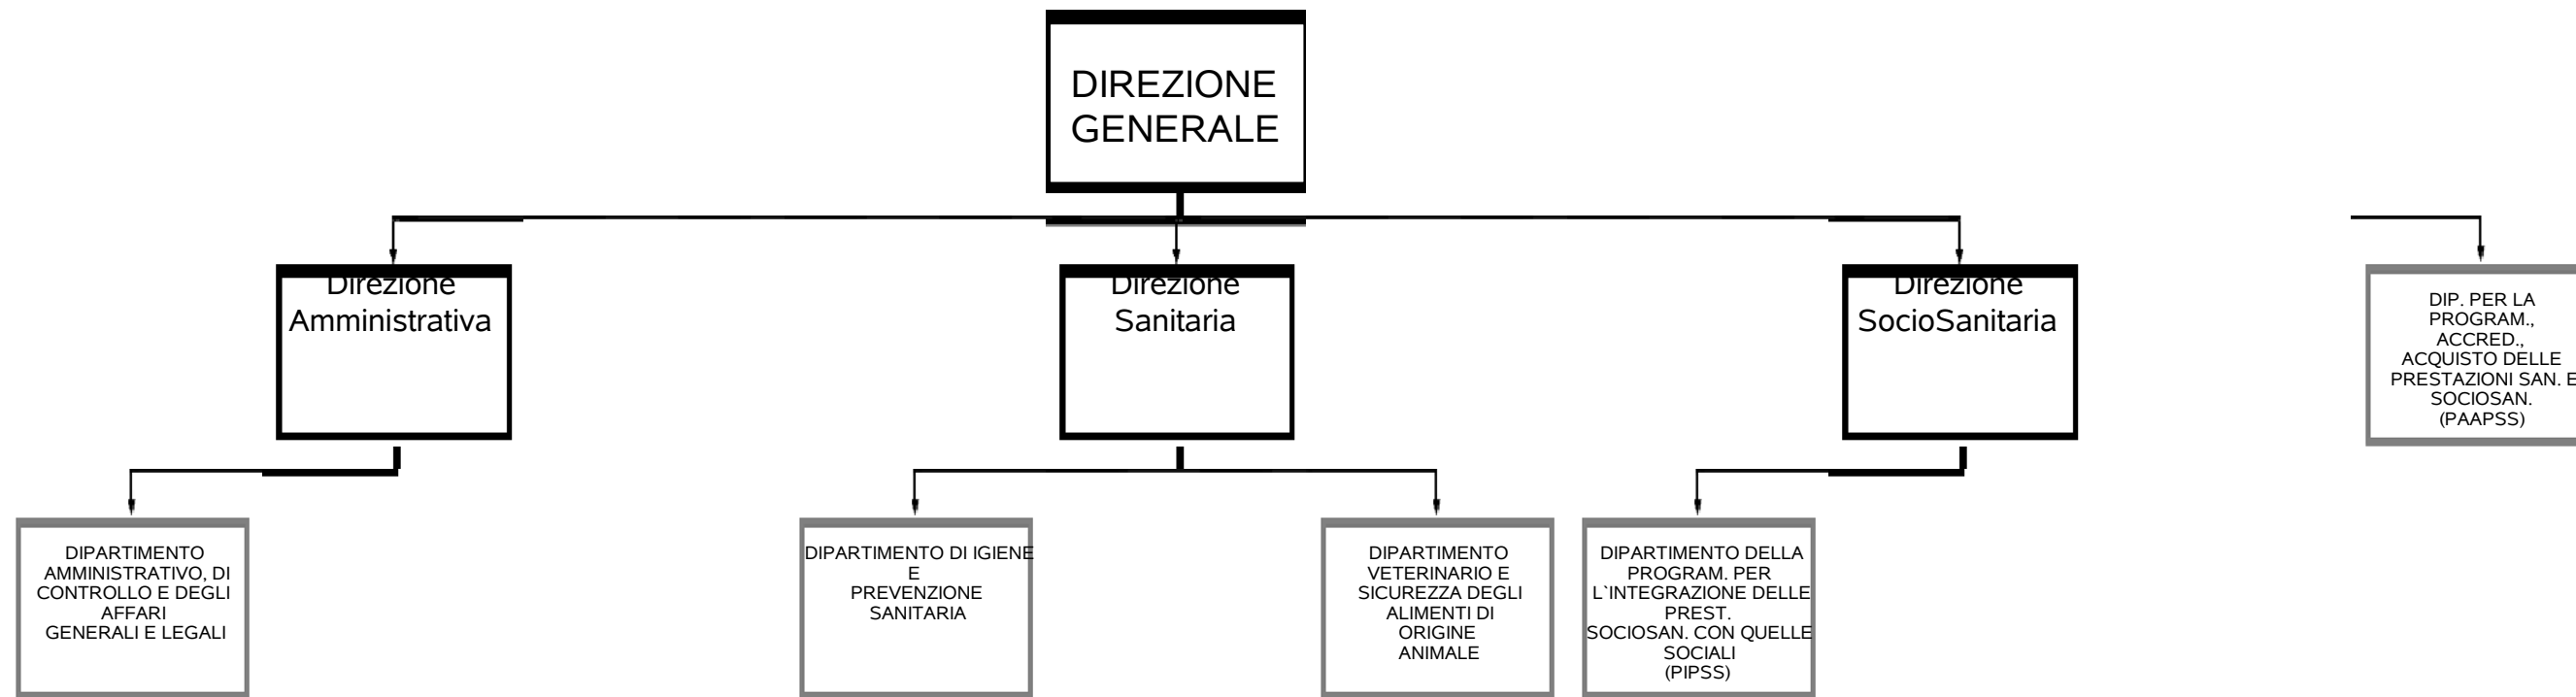 DIREZIONE
GENERALE
Direzione
Amministrativa
Direzione
Sanitaria
Direzione
SocioSanitaria
DIP. PER LA
PROGRAM.,
ACCRED.,
ACQUISTO DELLE
PRESTAZIONI SAN. E
SOCIOSAN.
(PAAPSS)
DIPARTIMENTO
AMMINISTRATIVO, DI
CONTROLLO E DEGLI
AFFARI
GENERALI E LEGALI
DIPARTIMENTO DI IGIENE
E
PREVENZIONE
SANITARIA
DIPARTIMENTO
VETERINARIO E
SICUREZZA DEGLI
ALIMENTI DI
ORIGINE
ANIMALE
DIPARTIMENTO DELLA
PROGRAM. PER
L`INTEGRAZIONE DELLE
PREST.
SOCIOSAN. CON QUELLE
SOCIALI
(PIPSS)